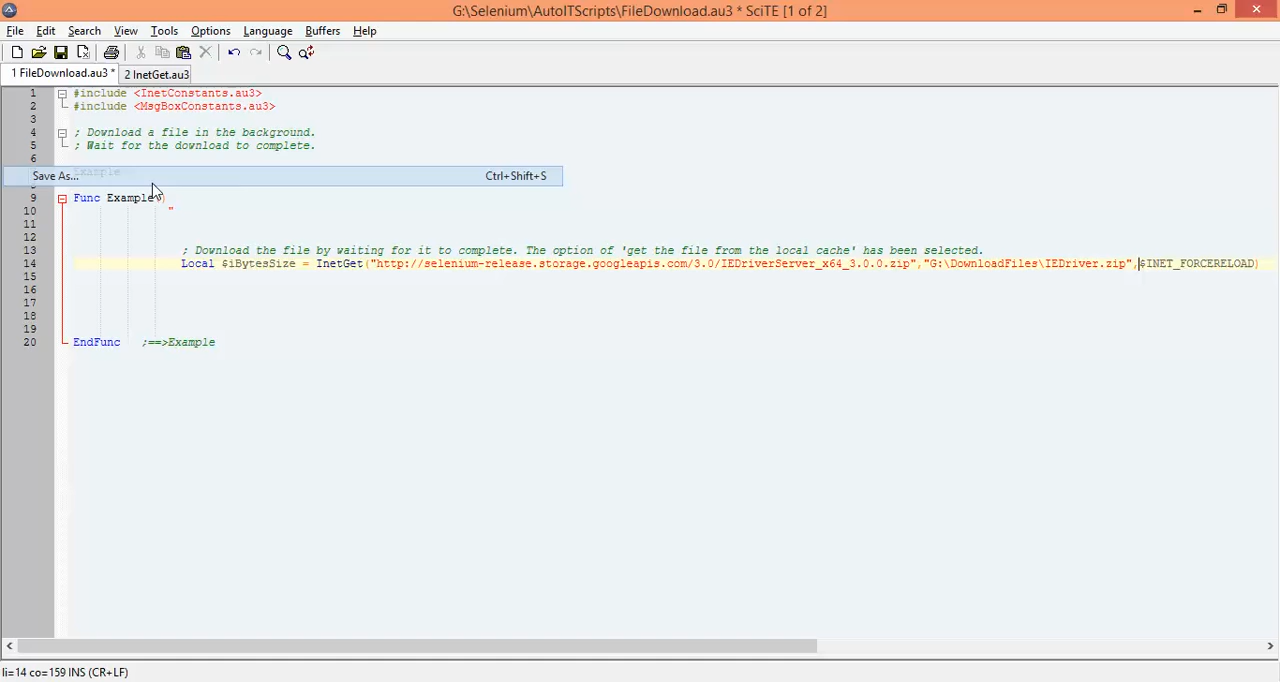 G:\Selenium\AutoITScripts\FileDownload.au3 * SciTE [1 of 2]
File Edit Search View Tools Options Language Buffers Help
1 FileDownload.au3 * 2 InetGet.au3
1 #include <InetConstants.au3>
2 #include <MsgBoxConstants.au3>
3
4 ; Download a file in the background.
5 ; Wait for the download to complete.
6
Save As... Ctrl+Shift+S
Example
9 Func Example
10 "
11
12
13 ; Download the file by waiting for it to complete. The option of 'get the file from the local cache' has been selected.
14 Local $iBytesSize = InetGet("http://selenium-release.storage.googleapis.com/3.0/IEDriverServer_x64_3.0.0.zip","G:\DownloadFiles\IEDriver.zip",$INET_FORCERELOAD)
15
16
17
18
19
20 EndFunc ;==>Example
li=14 co=159 INS (CR+LF)